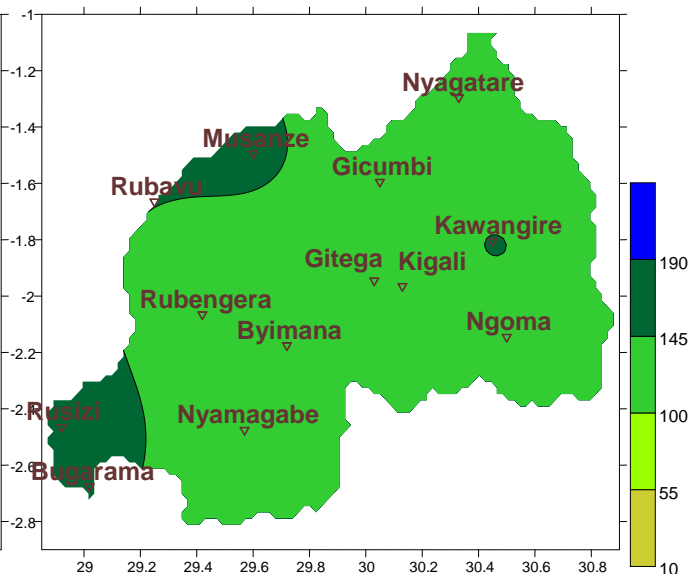 -1
-1.2
Nyagatare
-1.4
Musanze
Gicumbi
-1.6
Rubavu
-1.8
Kawangire
190
Gitega Kigali
-2
Rubengera
Ngoma
Byimana
145
-2.2
-2.4
Rusizi
Nyamagabe
100
-2.6
Bugarama
55
-2.8
10
29 29.2 29.4 29.6 29.8 30 30.2 30.4 30.6 30.8